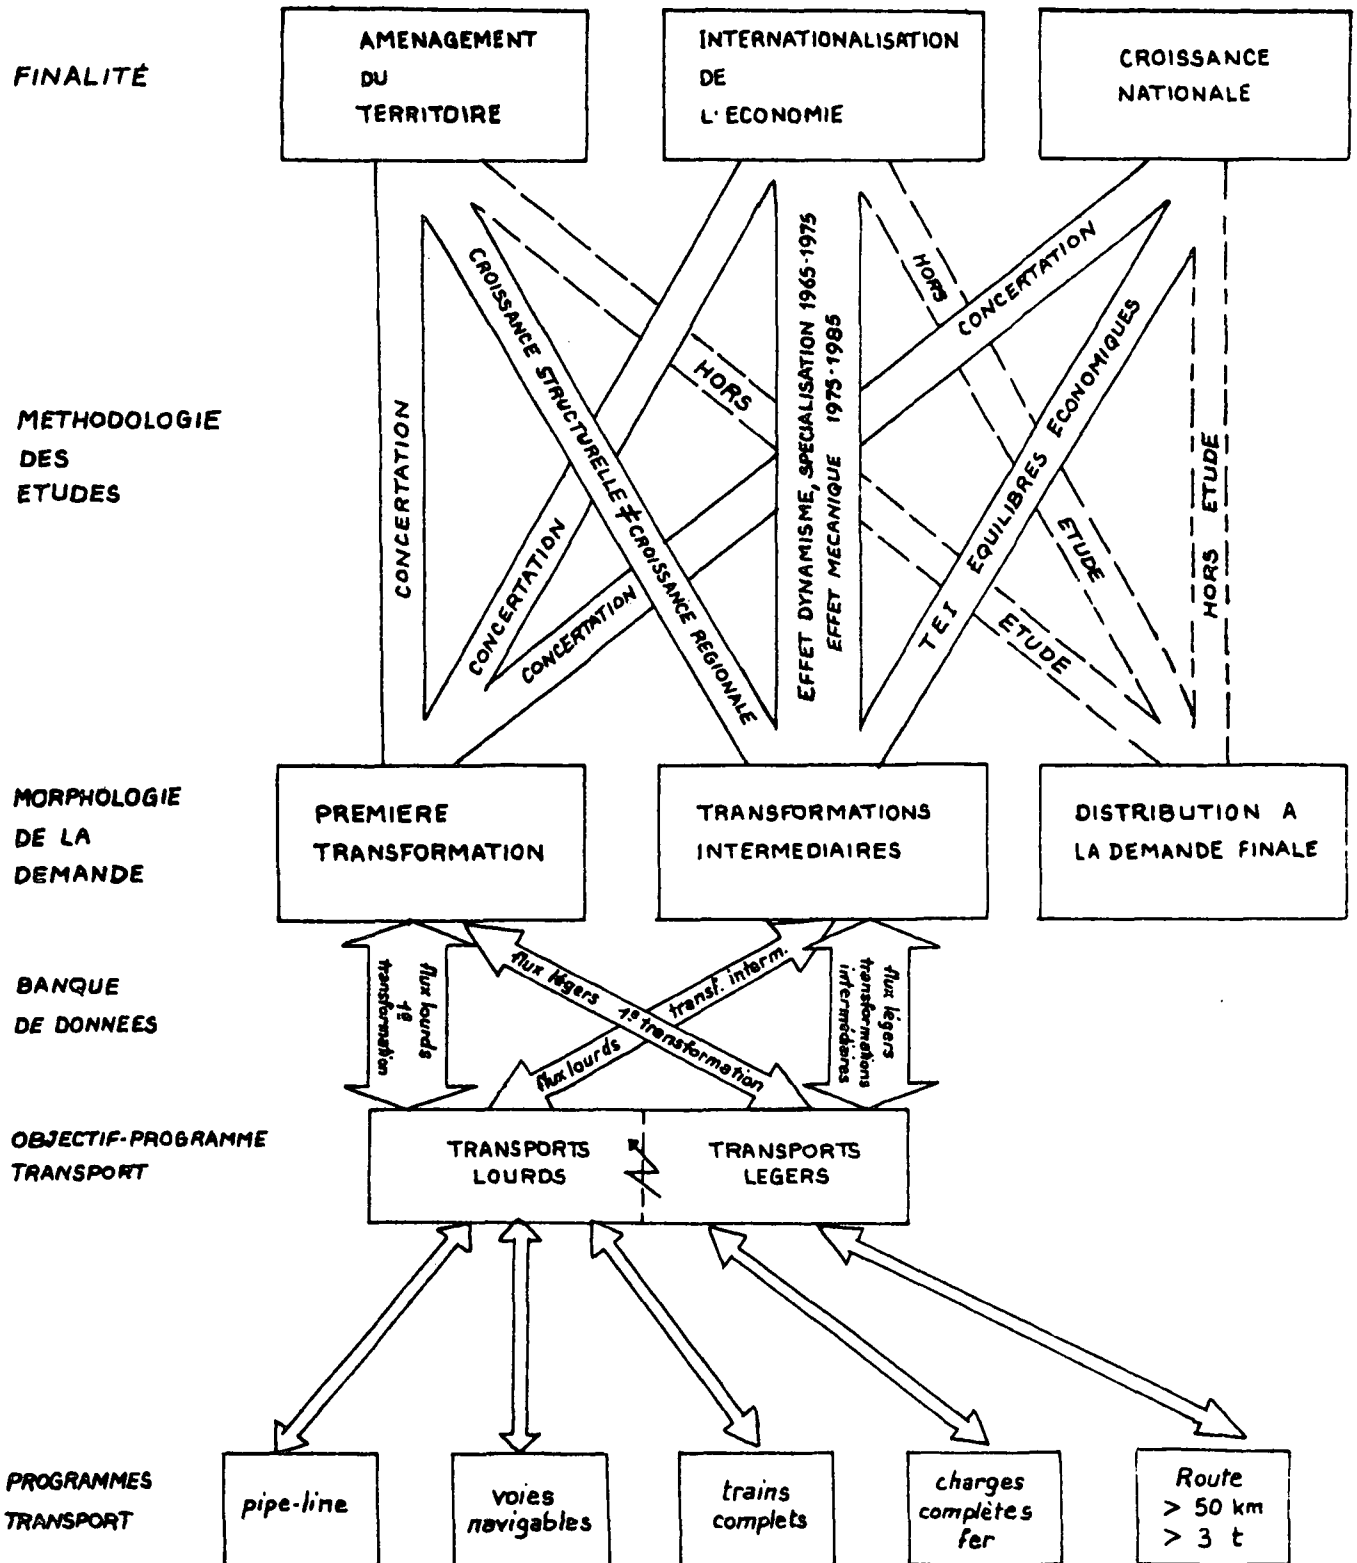 FINALITÉ
AMENAGEMENT
DU
TERRITOIRE
INTERNATIONALISATION
DE
L'ECONOMIE
CROISSANCE
NATIONALE
METHODOLOGIE
DES
ETUDES
CONCERTATION
CROISSANCE STRUCTURELLE ≠ CROISSANCE REGIONALE
HORS
ETUDE
CONCERTATION
EFFET DYNAMISME, SPECIALISATION 1965-1975
EFFET MECANIQUE 1975-1985
HORS
ETUDE
CONCERTATION
CONCERTATION
TEI EQUILIBRES ECONOMIQUES
HORS ETUDE
MORPHOLOGIE
DE LA
DEMANDE
PREMIERE
TRANSFORMATION
TRANSFORMATIONS
INTERMEDIAIRES
DISTRIBUTION A
LA DEMANDE FINALE
BANQUE
DE DONNÉES
flux lourds
1e
transformation
flux légers 1e transformation
flux lourds transf. interm.
flux légers
transformations
intermédiaires
OBJECTIF-PROGRAMME
TRANSPORT
TRANSPORTS
LOURDS
TRANSPORTS
LEGERS
PROGRAMMES
TRANSPORT
pipe-line
voies
navigables
trains
complets
charges
complètes
fer
Route
> 50 km
> 3 t